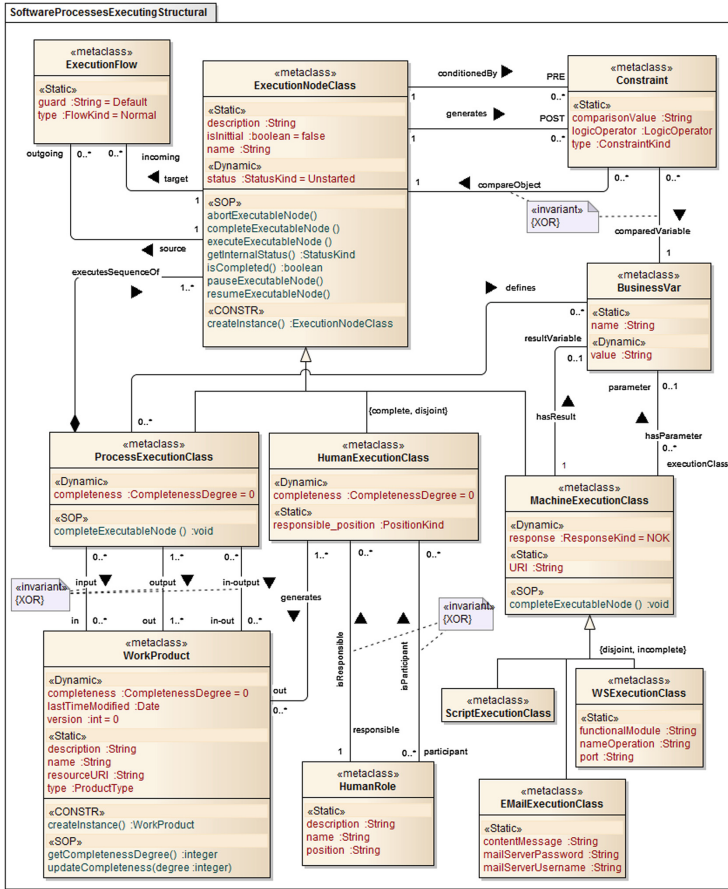 SoftwareProcessesExecutingStructural
«metaclass»
ExecutionFlow
«Static»
guard :String = Default
type :FlowKind = Normal
outgoing
0..*
0..*
incoming
target
1
1
source
executesSequenceOf
1..*
«metaclass»
ExecutionNodeClass
«Static»
description :String
isInittial :boolean = false
name :String
«Dynamic»
status :StatusKind = Unstarted
«SOP»
abortExecutableNode()
completeExecutableNode ()
executeExecutableNode ()
getInternalStatus() :StatusKind
isCompleted() :boolean
pauseExecutableNode()
resumeExecutableNode()
«CONSTR»
createInstance() :ExecutionNodeClass
conditionedBy
PRE
1
0..*
generates
POST
1
0..*
1
compareObject
0..*
0..*
«invariant»
{XOR}
comparedVariable
1
«metaclass»
Constraint
«Static»
comparisonValue :String
logicOperator :LogicOperator
type :ConstraintKind
defines
0..*
0..*
«metaclass»
BusinessVar
«Static»
name :String
«Dynamic»
value :String
resultVariable
0..1
parameter
0..1
hasResult
hasParameter
0..*
executionClass
1
{complete, disjoint}
«metaclass»
ProcessExecutionClass
«Dynamic»
completeness :CompletenessDegree = 0
«SOP»
completeExecutableNode () :void
«metaclass»
HumanExecutionClass
«Dynamic»
completeness :CompletenessDegree = 0
«Static»
responsible_position :PositionKind
«metaclass»
MachineExecutionClass
«Dynamic»
response :ResponseKind = NOK
«Static»
URI :String
«SOP»
completeExecutableNode () :void
0..*
1..*
0..*
input
output
in-output
«invariant»
{XOR}
in
0..*
out
1..*
in-out
0..*
1..*
generates
out
0..*
0..*
0..*
isResponsible
isParticipant
«invariant»
{XOR}
responsible
1
0..*
participant
«metaclass»
WorkProduct
«Dynamic»
completeness :CompletenessDegree = 0
lastTimeModified :Date
version :int = 0
«Static»
description :String
name :String
resourceURI :String
type :ProductType
«CONSTR»
createInstance() :WorkProduct
«SOP»
getCompletenessDegree() :integer
updateCompleteness(degree :integer)
«metaclass»
HumanRole
«Static»
description :String
name :String
position :String
{disjoint, incomplete}
«metaclass»
ScriptExecutionClass
«metaclass»
WSExecutionClass
«Static»
functionalModule :String
nameOperation :String
port :String
«metaclass»
EMailExecutionClass
«Static»
contentMessage :String
mailServerPassword :String
mailServerUsername :String